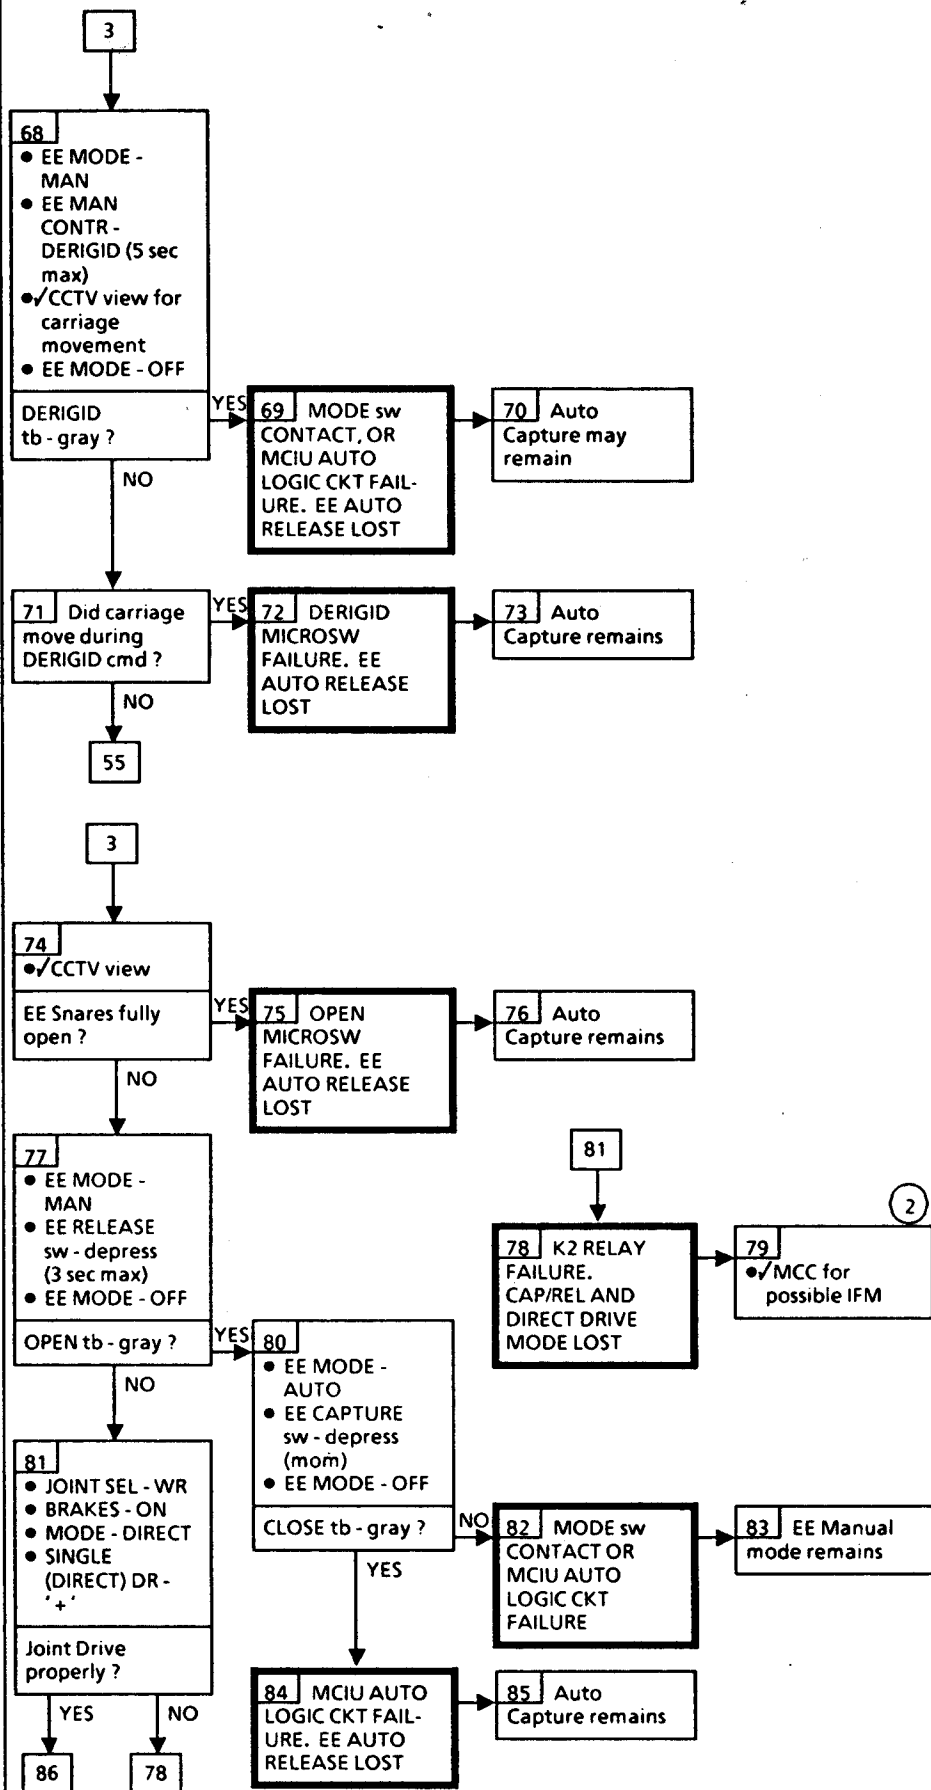 3
68
● EE MODE -
MAN
● EE MAN
CONTR -
DERIGID (5 sec
max)
●✓CCTV view for
carriage
movement
● EE MODE - OFF
DERIGID
tb - gray ?
YES
69 MODE sw
CONTACT, OR
MCIU AUTO
LOGIC CKT FAIL-
URE. EE AUTO
RELEASE LOST
70 Auto
Capture may
remain
NO
71 Did carriage
move during
DERIGID cmd ?
YES
72 DERIGID
MICROSW
FAILURE. EE
AUTO RELEASE
LOST
73 Auto
Capture remains
NO
55
3
74
●✓CCTV view
EE Snares fully
open ?
YES
75 OPEN
MICROSW
FAILURE. EE
AUTO RELEASE
LOST
76 Auto
Capture remains
NO
77
● EE MODE -
MAN
● EE RELEASE
sw - depress
(3 sec max)
● EE MODE - OFF
OPEN tb - gray ?
81
78 K2 RELAY
FAILURE.
CAP/REL AND
DIRECT DRIVE
MODE LOST
2
79
●✓MCC for
possible IFM
YES
80
● EE MODE -
AUTO
● EE CAPTURE
sw - depress
(mom)
● EE MODE - OFF
CLOSE tb - gray ?
NO
81
● JOINT SEL - WR
● BRAKES - ON
● MODE - DIRECT
● SINGLE
(DIRECT) DR -
'+'
Joint Drive
properly ?
NO
82 MODE sw
CONTACT OR
MCIU AUTO
LOGIC CKT
FAILURE
83 EE Manual
mode remains
YES
84 MCIU AUTO
LOGIC CKT FAIL-
URE. EE AUTO
RELEASE LOST
85 Auto
Capture remains
YES
NO
86
78